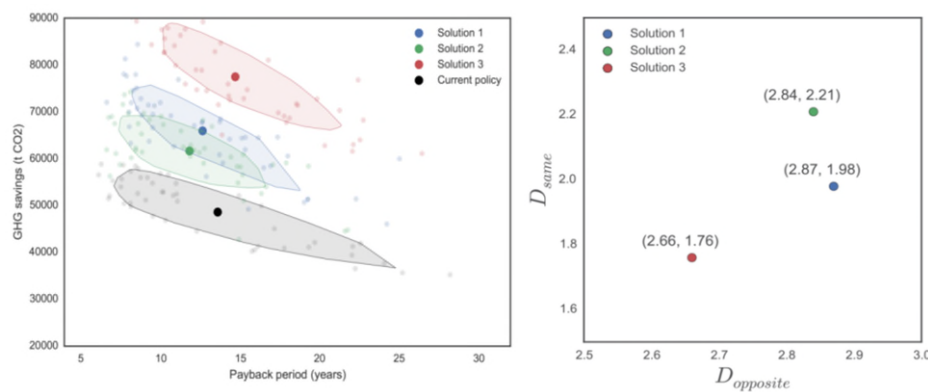 90000
80000
70000
60000
50000
40000
30000
20000
GHG savings (t CO2)
5 10 15 20 25 30
Payback period (years)
Solution 1
Solution 2
Solution 3
Current policy
2.4
2.2
2.0
1.8
1.6
D_same
Solution 1
Solution 2
Solution 3
(2.84, 2.21)
(2.87, 1.98)
(2.66, 1.76)
2.5 2.6 2.7 2.8 2.9 3.0
D_opposite